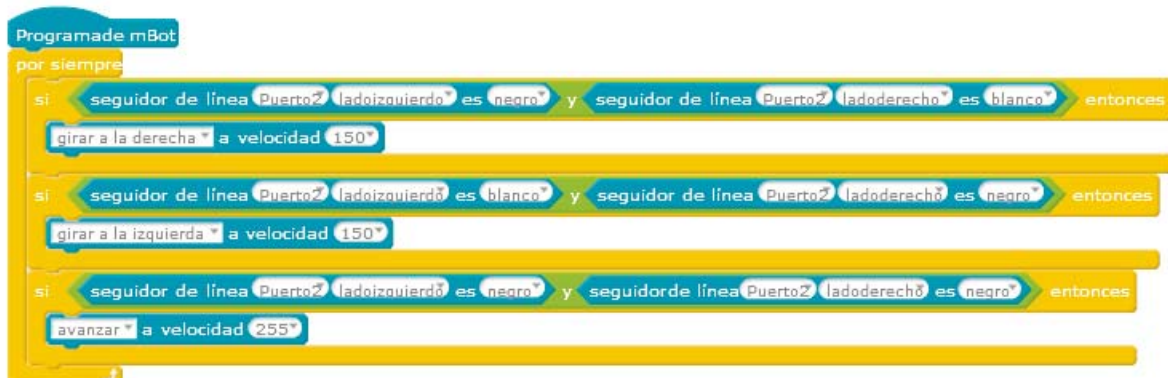 Programade mBot
por siempre
si seguidor de línea Puerto2 ladoizquierdo es negro y seguidor de línea Puerto2 ladoderecho es blanco entonces
girar a la derecha a velocidad 150
si seguidor de línea Puerto2 ladoizquierdo es blanco y seguidor de línea Puerto2 ladoderecho es negro entonces
girar a la izquierda a velocidad 150
si seguidor de línea Puerto2 ladoizquierdo es negro y seguidorde línea Puerto2 ladoderecho es negro entonces
avanzar a velocidad 255